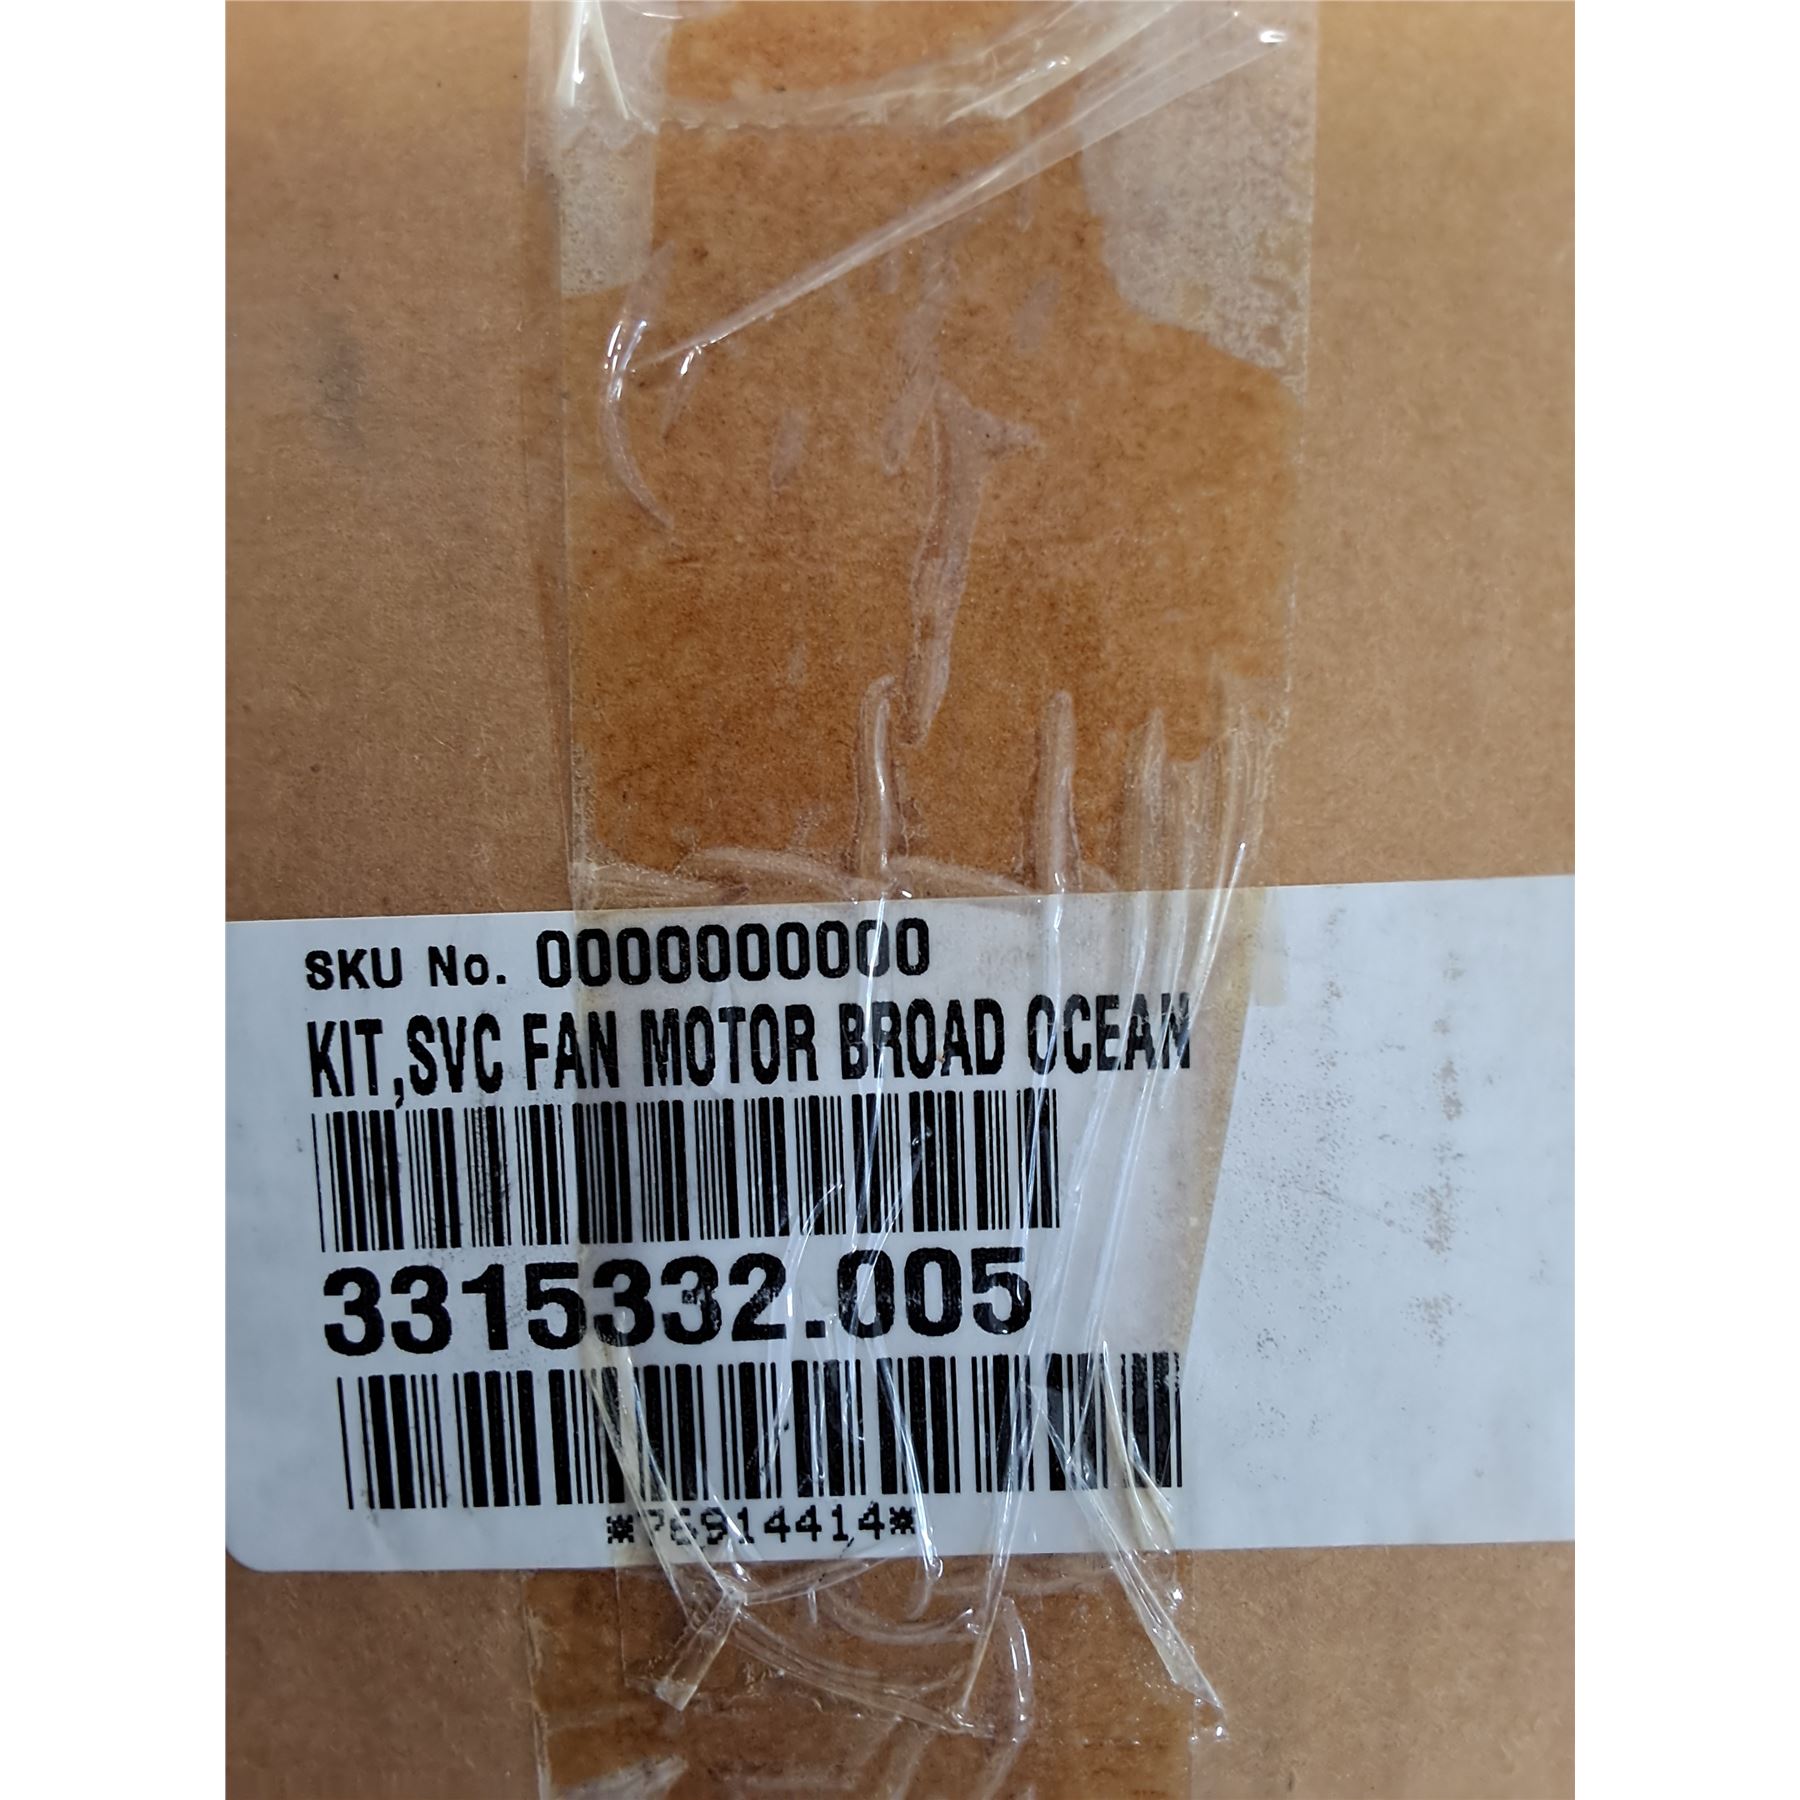 SKU No. 0000000000
KIT,SVC FAN MOTOR BROAD OCEAN
3315332.005
*76914414*